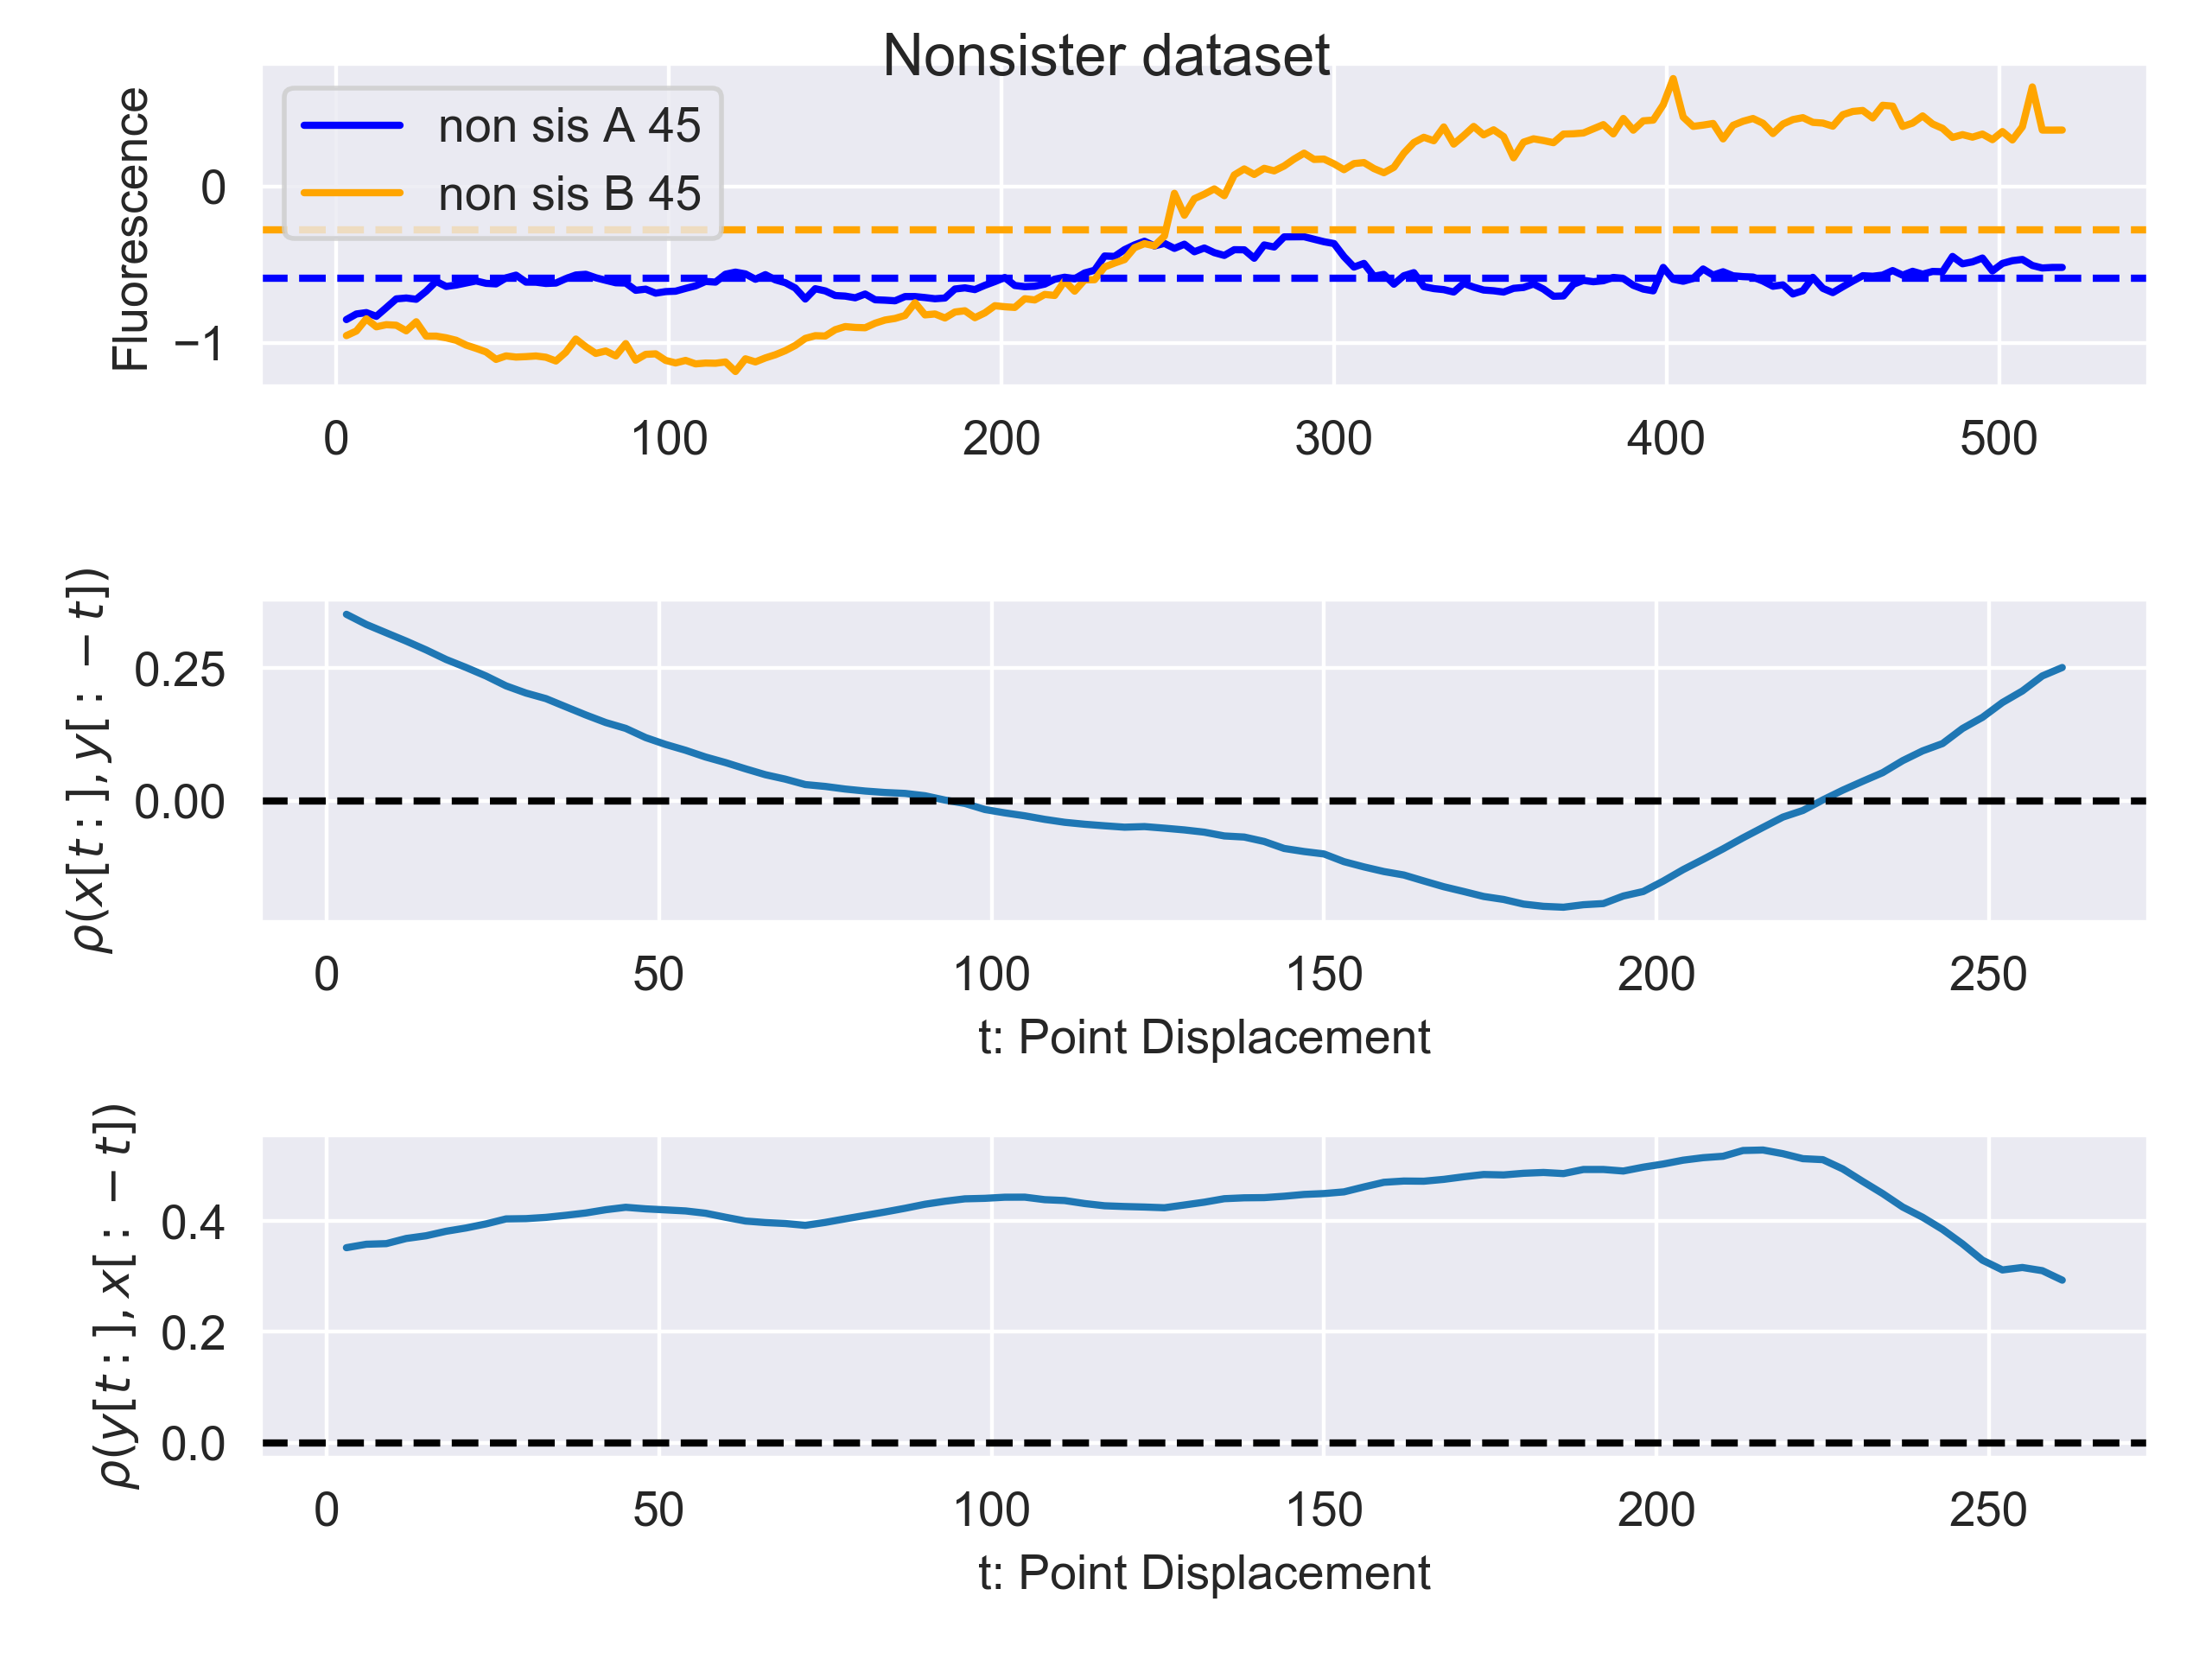 Nonsister dataset
Fluorescence
non sis A 45
non sis B 45
0
−1
0 100 200 300 400 500
ρ(x[t:], y[: − t])
0.25
0.00
0 50 100 150 200 250
t: Point Displacement
ρ(y[t:], x[: − t])
0.4
0.2
0.0
0 50 100 150 200 250
t: Point Displacement